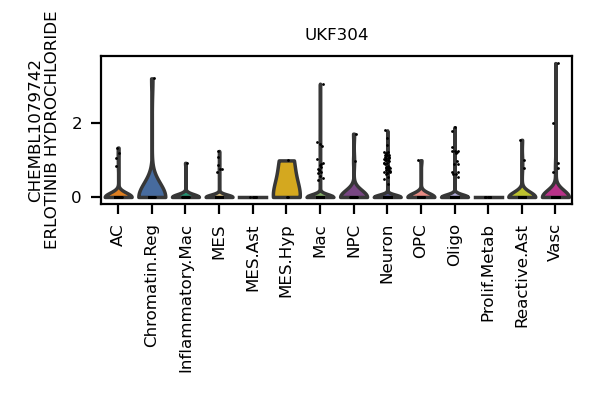 UKF304
CHEMBL1079742
ERLOTINIB HYDROCHLORIDE
2
0
AC
Chromatin.Reg
Inflammatory.Mac
MES
MES.Ast
MES.Hyp
Mac
NPC
Neuron
OPC
Oligo
Prolif.Metab
Reactive.Ast
Vasc